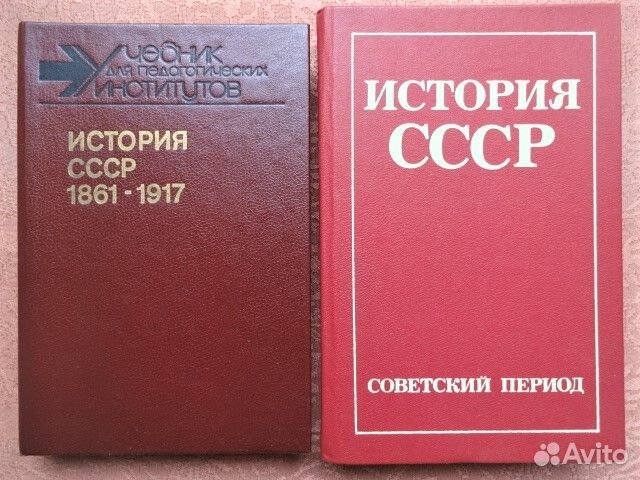 Учебник
для педагогических
институтов
ИСТОРИЯ
СССР
1861-1917
ИСТОРИЯ
СССР
СОВЕТСКИЙ ПЕРИОД
Avito